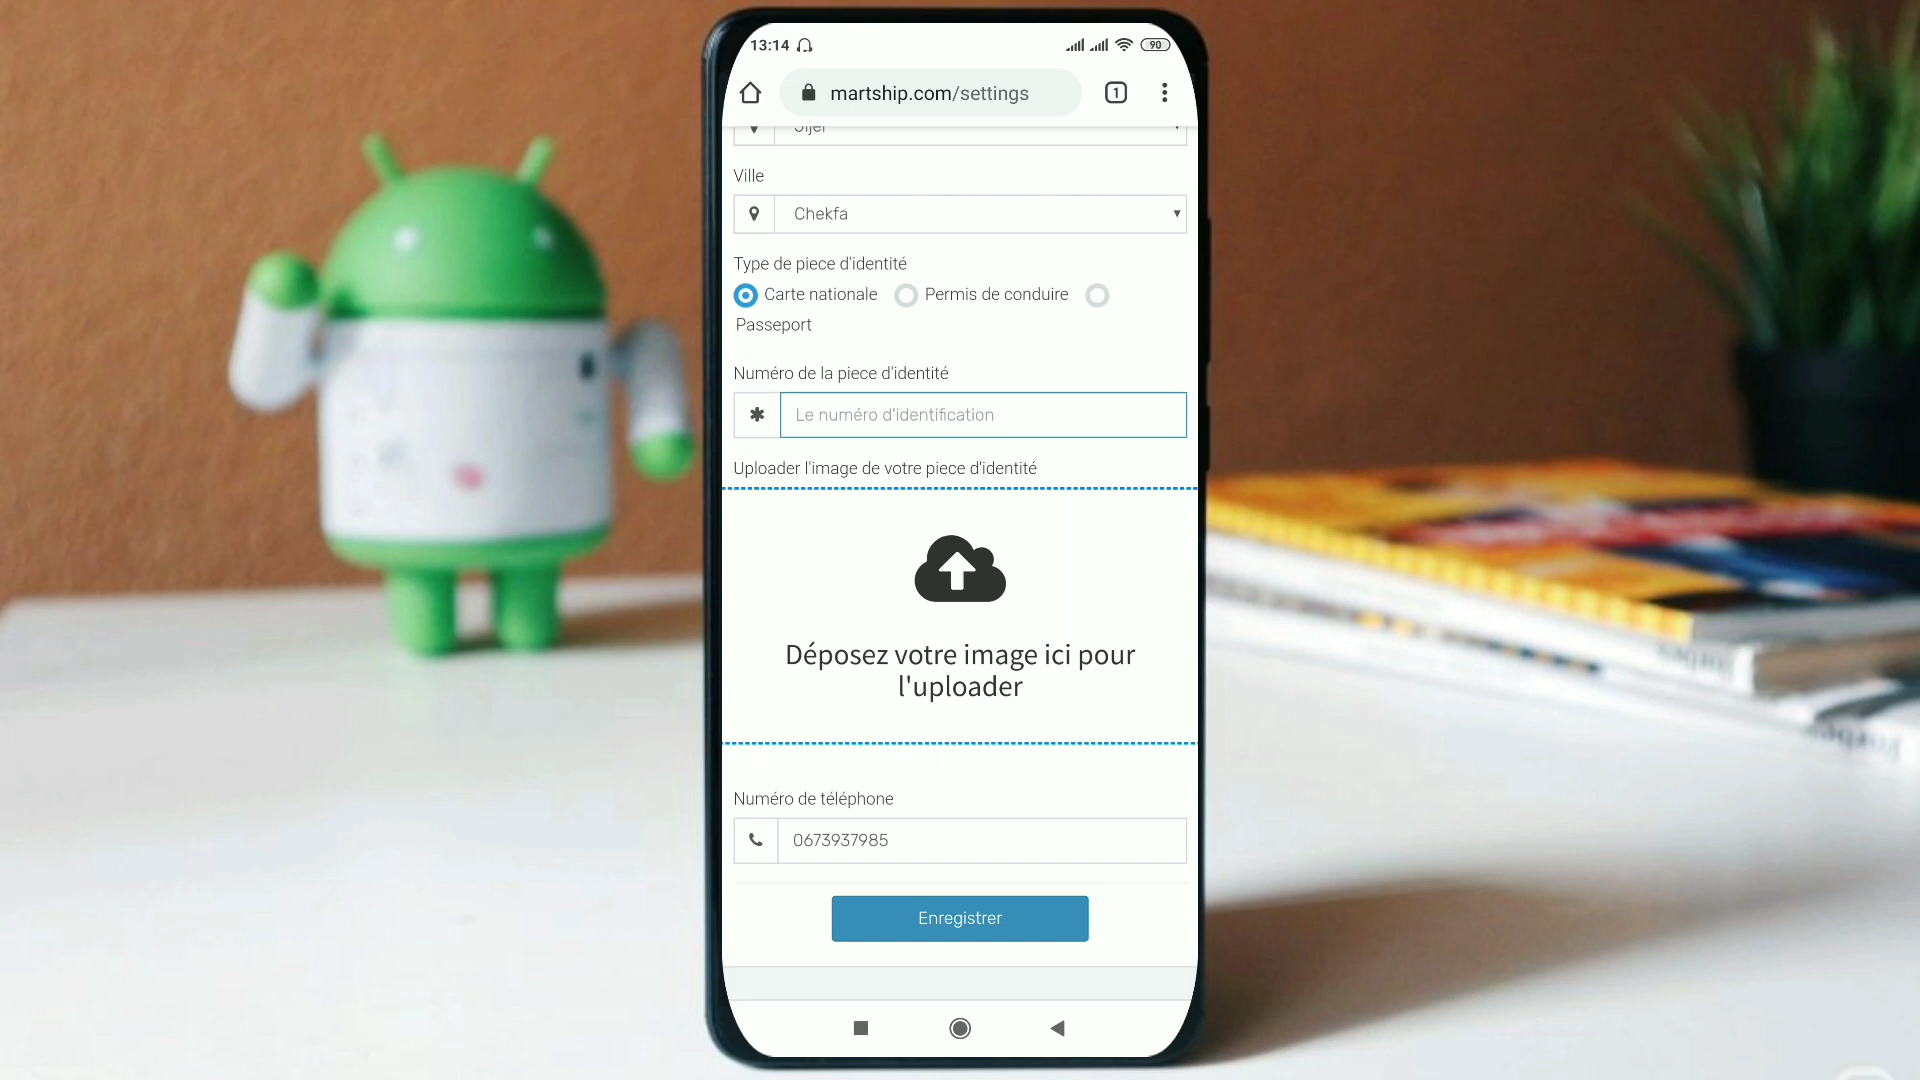 13:14
90
martship.com/settings
1
Jijel
Ville
Chekfa
Type de piece d'identité
Carte nationale Permis de conduire
Passeport
Numéro de la piece d'identité
Le numéro d'identification
Uploader l'image de votre piece d'identité
Déposez votre image ici pour
l'uploader
Numéro de téléphone
0673937985
Enregistrer